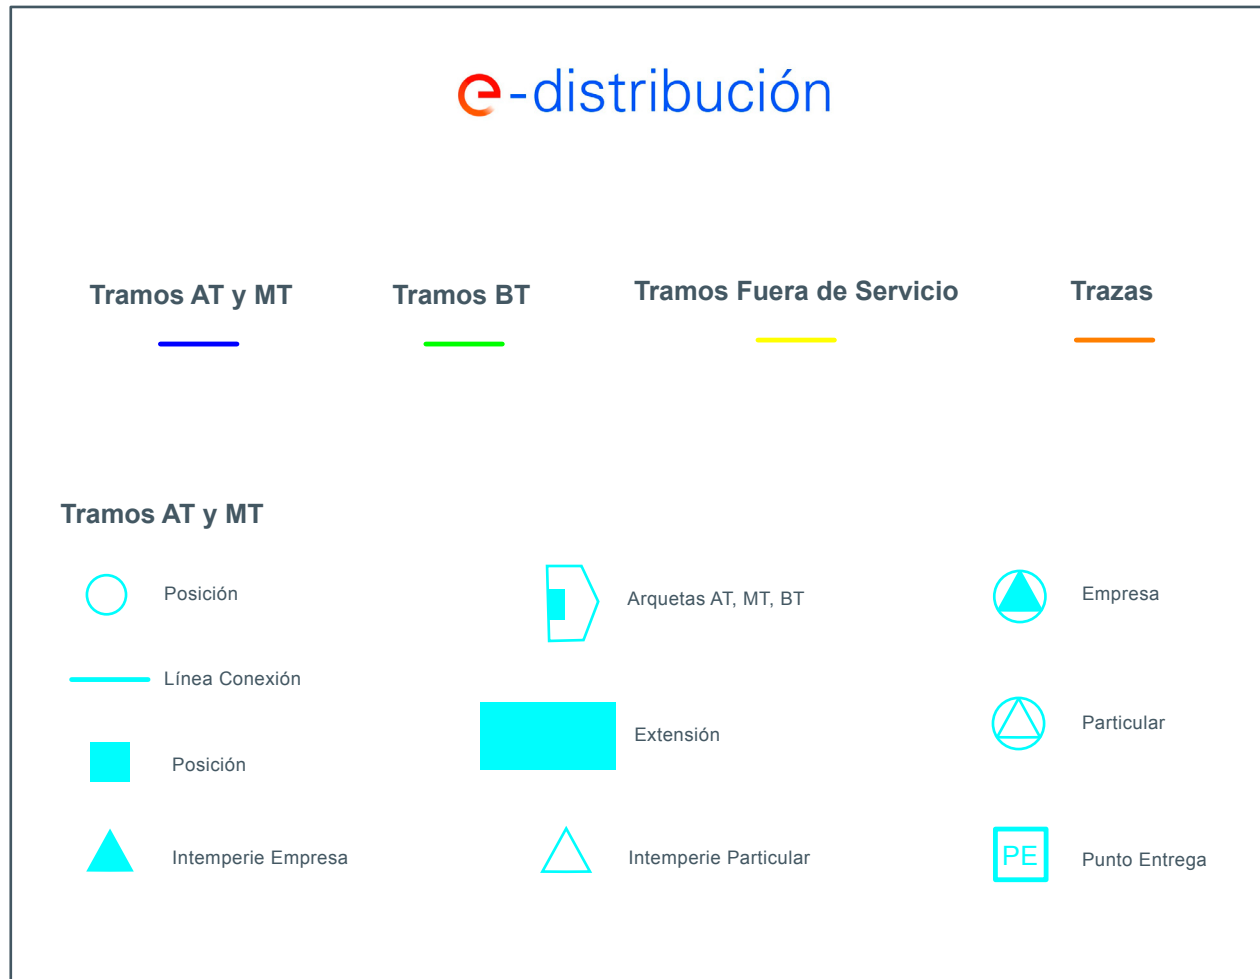 e-distribución
Tramos AT y MT
Tramos BT
Tramos Fuera de Servicio
Trazas
Tramos AT y MT
Posición
Arquetas AT, MT, BT
Empresa
Línea Conexión
Extensión
Particular
Posición
Intemperie Empresa
Intemperie Particular
PE
Punto Entrega